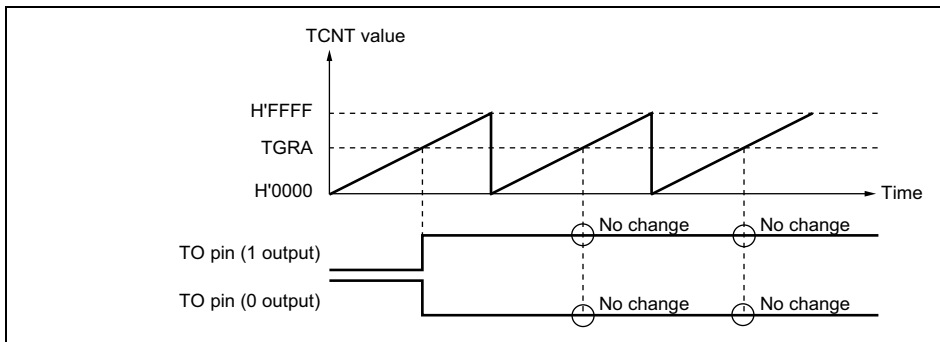 TCNT value
H'FFFF
TGRA
H'0000
Time
No change
No change
TO pin (1 output)
TO pin (0 output)
No change
No change